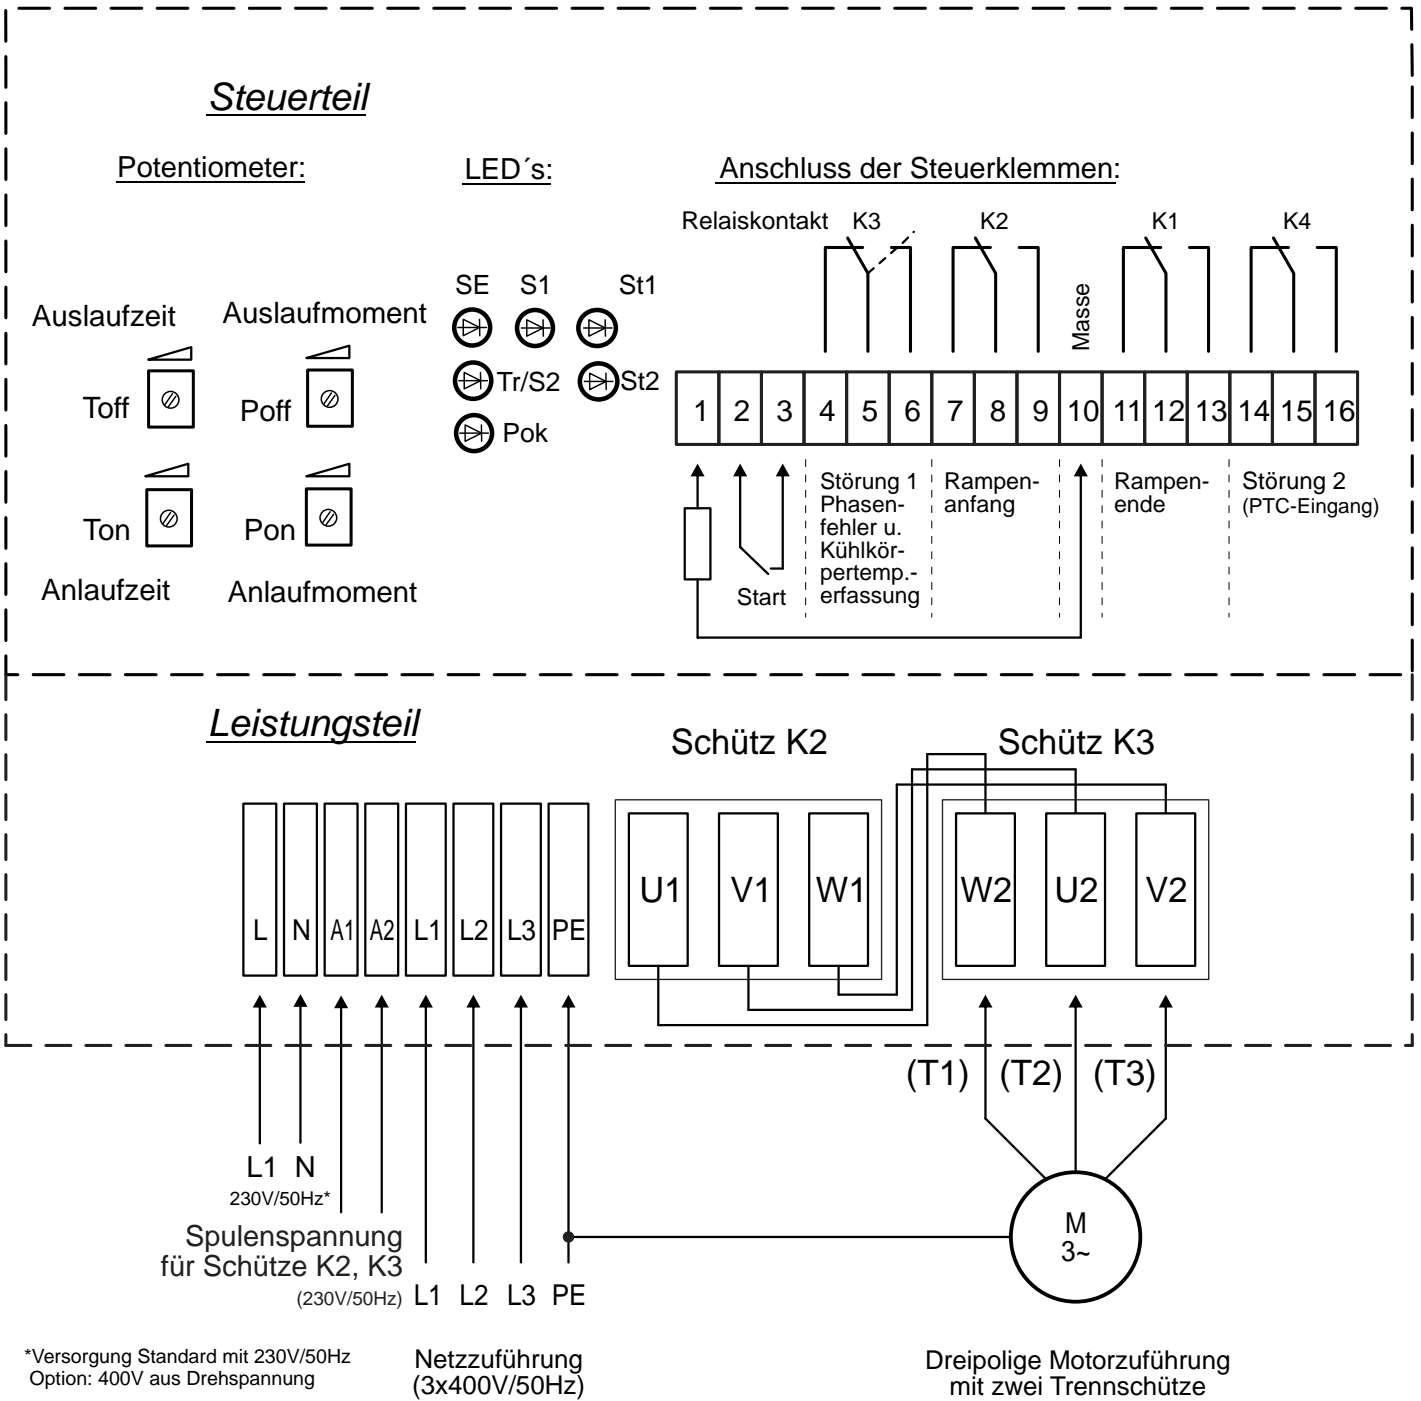 Steuerteil
Potentiometer:
LED´s:
Anschluss der Steuerklemmen:
Relaiskontakt K3 K2 K1 K4
Masse
SE S1 St1
Tr/S2 St2
Pok
Auslaufzeit Auslaufmoment
Toff Poff
Ton Pon
Anlaufzeit Anlaufmoment
1 2 3 4 5 6 7 8 9 10 11 12 13 14 15 16
Start
Störung 1
Phasen-
fehler u.
Kühlkör-
pertemp.-
erfassung
Rampen-
anfang
Rampen-
ende
Störung 2
(PTC-Eingang)
Leistungsteil
Schütz K2 Schütz K3
L N A1 A2 L1 L2 L3 PE
U1 V1 W1 W2 U2 V2
(T1) (T2) (T3)
L1 N
230V/50Hz*
Spulenspannung
für Schütze K2, K3
(230V/50Hz)
L1 L2 L3 PE
M
3~
*Versorgung Standard mit 230V/50Hz
Option: 400V aus Drehspannung
Netzzuführung
(3x400V/50Hz)
Dreipolige Motorzuführung
mit zwei Trennschütze